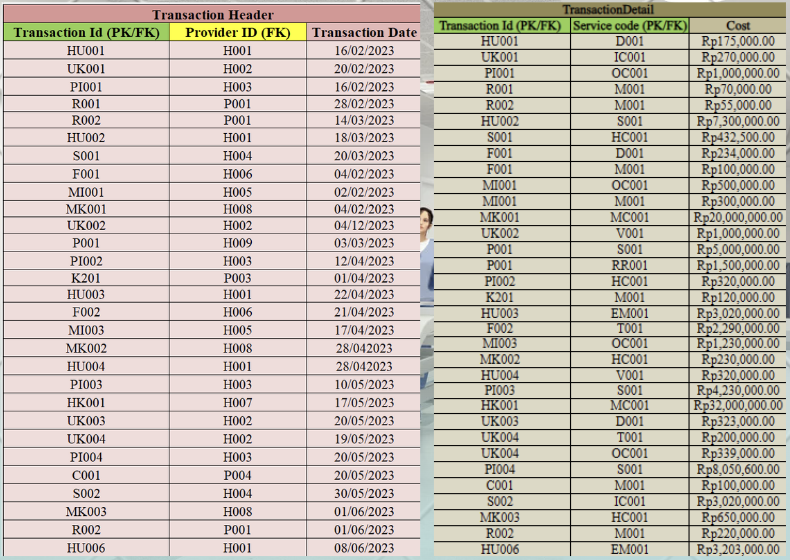 Transaction Header
Transaction Id (PK/FK) Provider ID (FK) Transaction Date
HU001 H001 16/02/2023
UK001 H002 20/02/2023
PI001 H003 16/02/2023
R001 P001 28/02/2023
R002 P001 14/03/2023
HU002 H001 18/03/2023
S001 H004 20/03/2023
F001 H006 04/02/2023
MI001 H005 02/02/2023
MK001 H008 04/02/2023
UK002 H002 04/12/2023
P001 H009 03/03/2023
PI002 H003 12/04/2023
K201 P003 01/04/2023
HU003 H001 22/04/2023
F002 H006 21/04/2023
MI003 H005 17/04/2023
MK002 H008 28/042023
HU004 H001 28/042023
PI003 H003 10/05/2023
HK001 H007 17/05/2023
UK003 H002 20/05/2023
UK004 H002 19/05/2023
PI004 H003 20/05/2023
C001 P004 20/05/2023
S002 H004 30/05/2023
MK003 H008 01/06/2023
R002 P001 01/06/2023
HU006 H001 08/06/2023
TransactionDetail
Transaction Id (PK/FK) Service code (PK/FK) Cost
HU001 D001 Rp175,000.00
UK001 IC001 Rp270,000.00
PI001 OC001 Rp1,000,000.00
R001 M001 Rp70,000.00
R002 M001 Rp55,000.00
HU002 S001 Rp7,300,000.00
S001 HC001 Rp432,500.00
F001 D001 Rp234,000.00
F001 M001 Rp100,000.00
MI001 OC001 Rp500,000.00
MI001 M001 Rp300,000.00
MK001 MC001 Rp20,000,000.00
UK002 V001 Rp1,000,000.00
P001 S001 Rp5,000,000.00
P001 RR001 Rp1,500,000.00
PI002 HC001 Rp320,000.00
K201 M001 Rp120,000.00
HU003 EM001 Rp3,020,000.00
F002 T001 Rp2,290,000.00
MI003 OC001 Rp1,230,000.00
MK002 HC001 Rp230,000.00
HU004 V001 Rp320,000.00
PI003 S001 Rp4,230,000.00
HK001 MC001 Rp32,000,000.00
UK003 D001 Rp323,000.00
UK004 T001 Rp200,000.00
UK004 OC001 Rp339,000.00
PI004 S001 Rp8,050,600.00
C001 M001 Rp100,000.00
S002 IC001 Rp3,020,000.00
MK003 HC001 Rp650,000.00
R002 M001 Rp220,000.00
HU006 EM001 Rp3,203,000.00